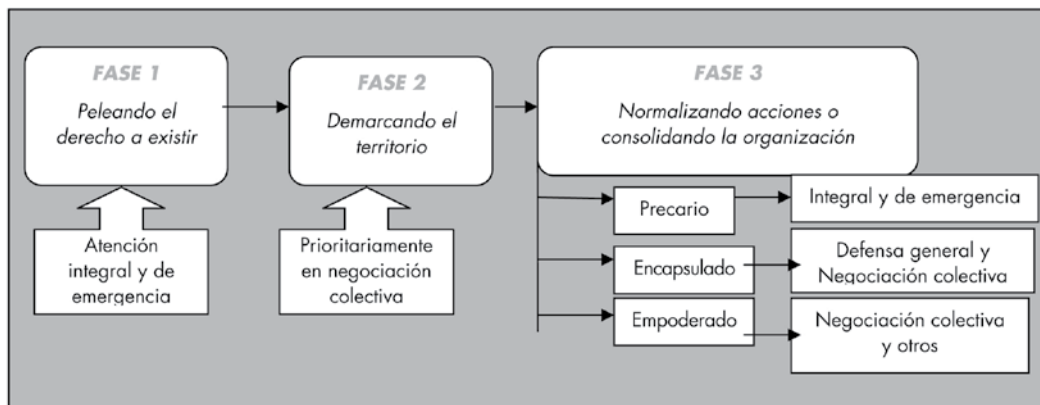 FASE 1
Peleando el
derecho a existir
FASE 2
Demarcando el
territorio
FASE 3
Normalizando acciones o
consolidando la organización
Atención
integral y de
emergencia
Prioritariamente
en negociación
colectiva
Precario
Integral y de emergencia
Encapsulado
Defensa general y
Negociación colectiva
Empoderado
Negociación colectiva
y otros